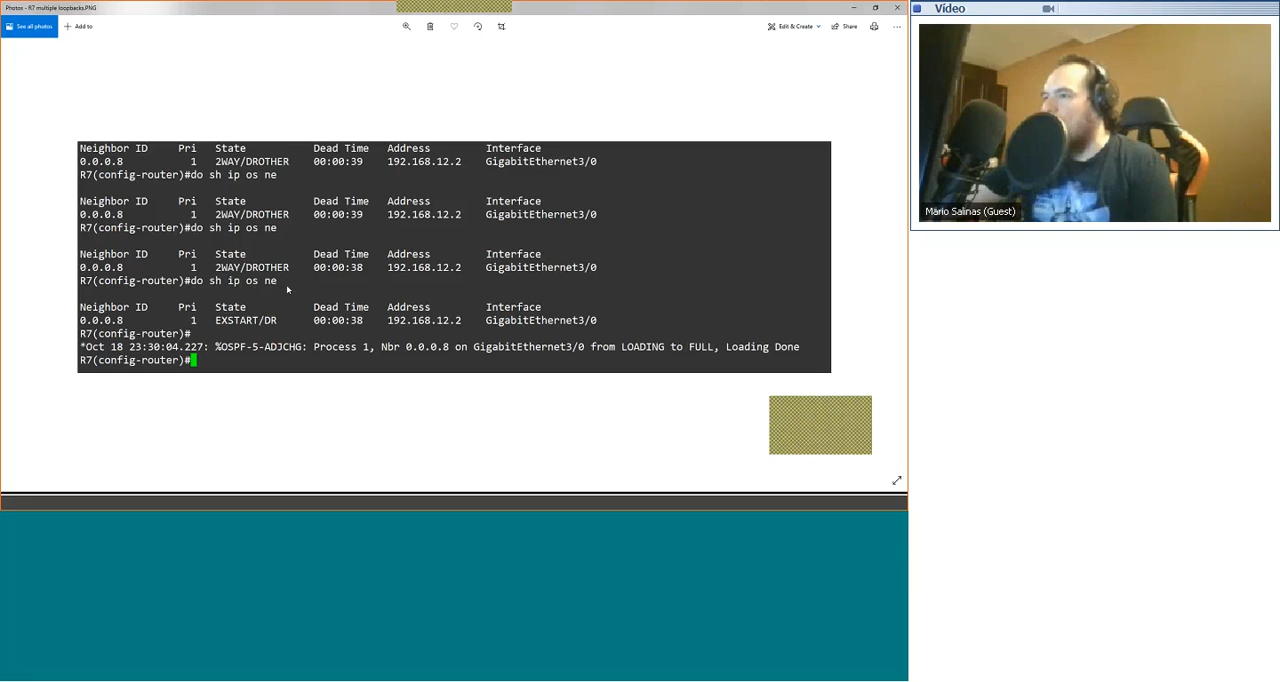 Photos - R7 multiple loopbacks.PNG
See all photos
Add to
Edit & Create
Share
Neighbor ID Pri State Dead Time Address Interface
0.0.0.8 1 2WAY/DROTHER 00:00:39 192.168.12.2 GigabitEthernet3/0
R7(config-router)#do sh ip os ne
Neighbor ID Pri State Dead Time Address Interface
0.0.0.8 1 2WAY/DROTHER 00:00:39 192.168.12.2 GigabitEthernet3/0
R7(config-router)#do sh ip os ne
Neighbor ID Pri State Dead Time Address Interface
0.0.0.8 1 2WAY/DROTHER 00:00:38 192.168.12.2 GigabitEthernet3/0
R7(config-router)#do sh ip os ne
Neighbor ID Pri State Dead Time Address Interface
0.0.0.8 1 EXSTART/DR 00:00:38 192.168.12.2 GigabitEthernet3/0
R7(config-router)#
*Oct 18 23:30:04.227: %OSPF-5-ADJCHG: Process 1, Nbr 0.0.0.8 on GigabitEthernet3/0 from LOADING to FULL, Loading Done
R7(config-router)#
Vídeo
Mario Salinas (Guest)